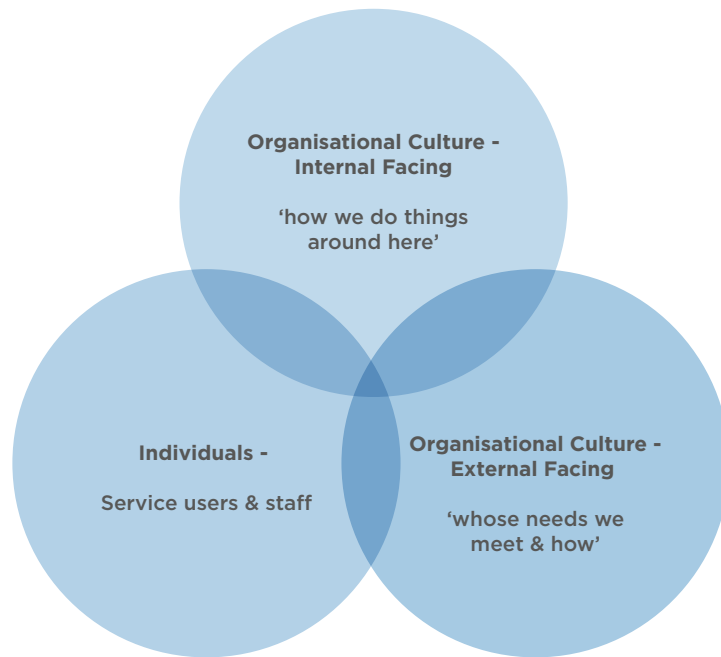 Organisational Culture -
Internal Facing
‘how we do things
around here’
Individuals -
Service users & staff
Organisational Culture -
External Facing
‘whose needs we
meet & how’